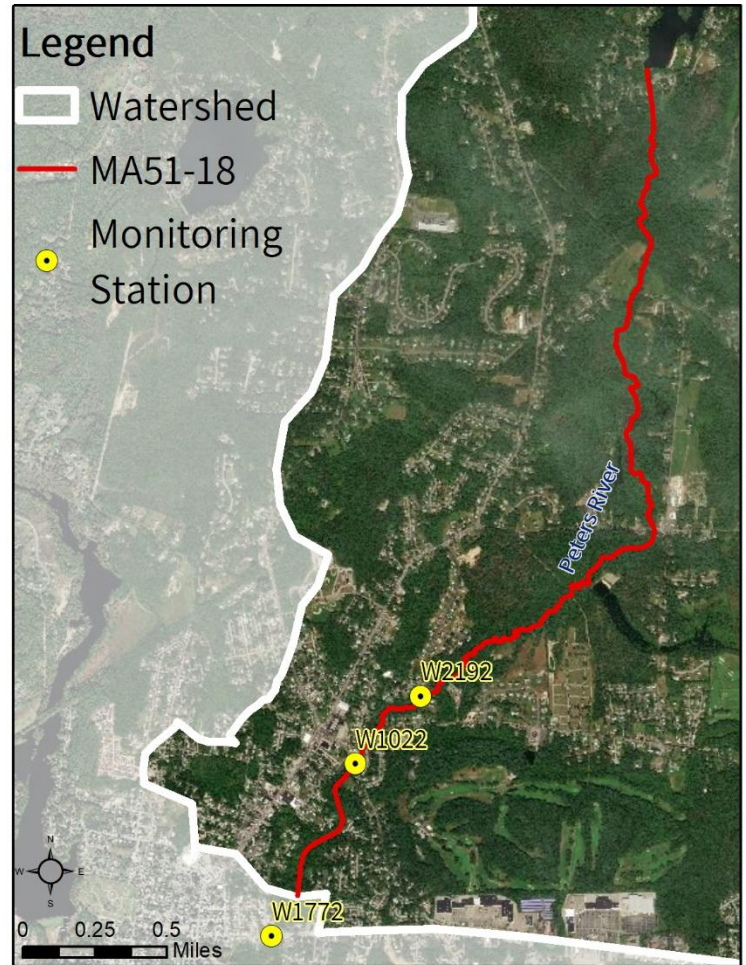 Legend
Watershed
MA51-18
Monitoring
Station
Peters River
W2192
W1022
W1772
N
W E
S
0 0.25 0.5
Miles